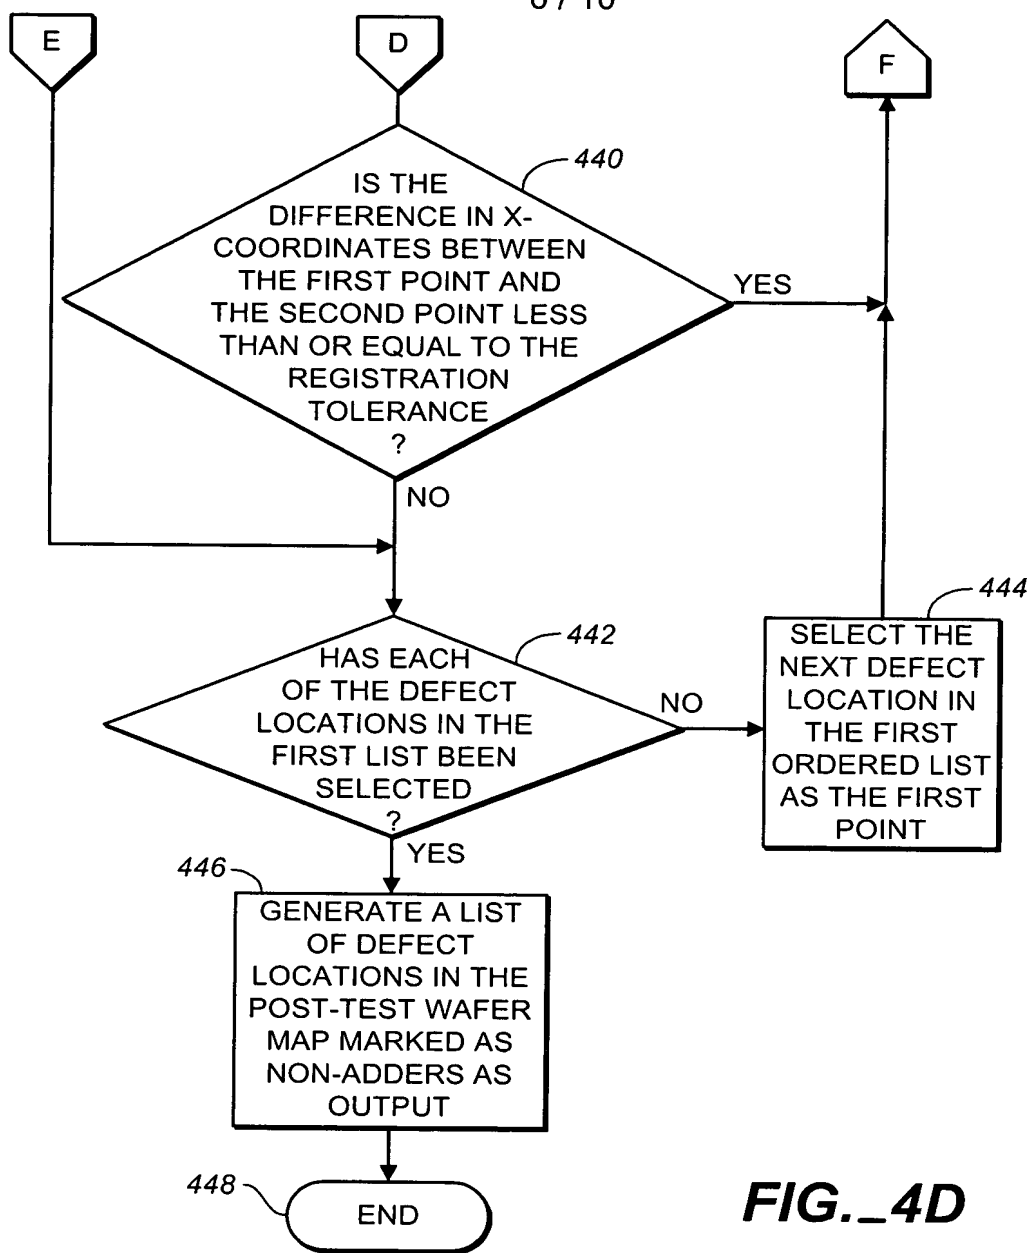 6 / 10
E
D
F
440
IS THE
DIFFERENCE IN X-
COORDINATES BETWEEN
THE FIRST POINT AND
THE SECOND POINT LESS
THAN OR EQUAL TO THE
REGISTRATION
TOLERANCE
?
YES
NO
442
HAS EACH
OF THE DEFECT
LOCATIONS IN THE
FIRST LIST BEEN
SELECTED
?
NO
444
SELECT THE
NEXT DEFECT
LOCATION IN
THE FIRST
ORDERED LIST
AS THE FIRST
POINT
YES
446
GENERATE A LIST
OF DEFECT
LOCATIONS IN THE
POST-TEST WAFER
MAP MARKED AS
NON-ADDERS AS
OUTPUT
448
END
FIG._4D